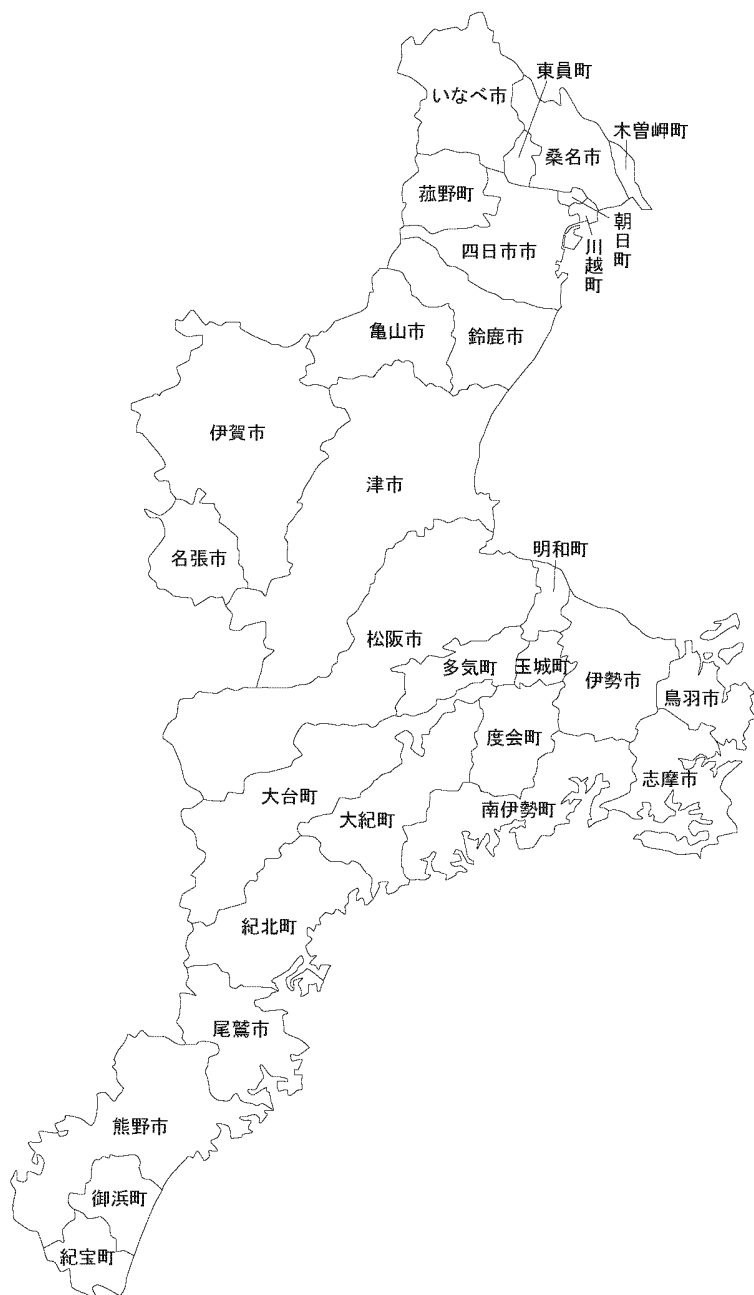 東員町
いなべ市
木曽岬町
桑名市
菰野町
朝日町
川越町
四日市市
亀山市
鈴鹿市
伊賀市
津市
明和町
名張市
松阪市
多気町
玉城町
伊勢市
鳥羽市
度会町
志摩市
大台町
大紀町
南伊勢町
紀北町
尾鷲市
熊野市
御浜町
紀宝町